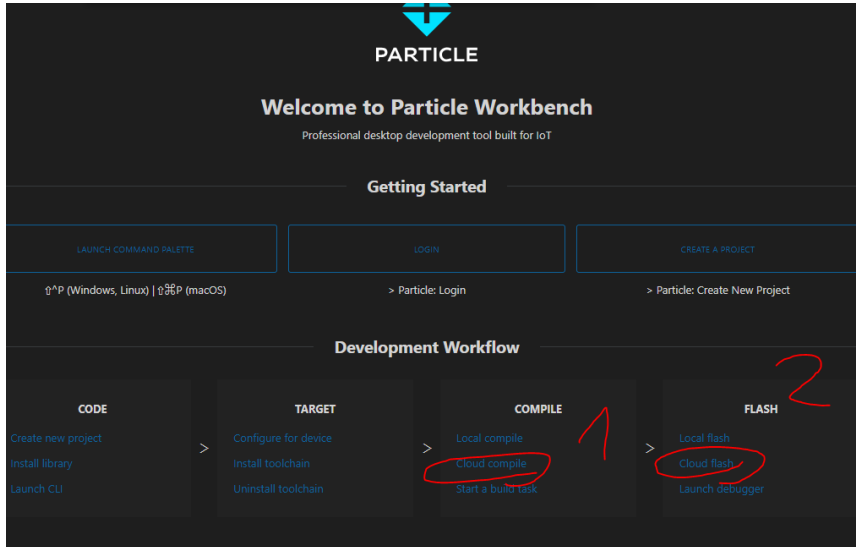 PARTICLE
Welcome to Particle Workbench
Professional desktop development tool built for IoT
Getting Started
LAUNCH COMMAND PALETTE
LOGIN
CREATE A PROJECT
⇧^P (Windows, Linux) | ⇧⌘P (macOS)
> Particle: Login
> Particle: Create New Project
Development Workflow
CODE
Create new project
Install library
Launch CLI
>
TARGET
Configure for device
Install toolchain
Uninstall toolchain
>
COMPILE
Local compile
Cloud compile
Start a build task
1
>
FLASH
Local flash
Cloud flash
Launch debugger
2